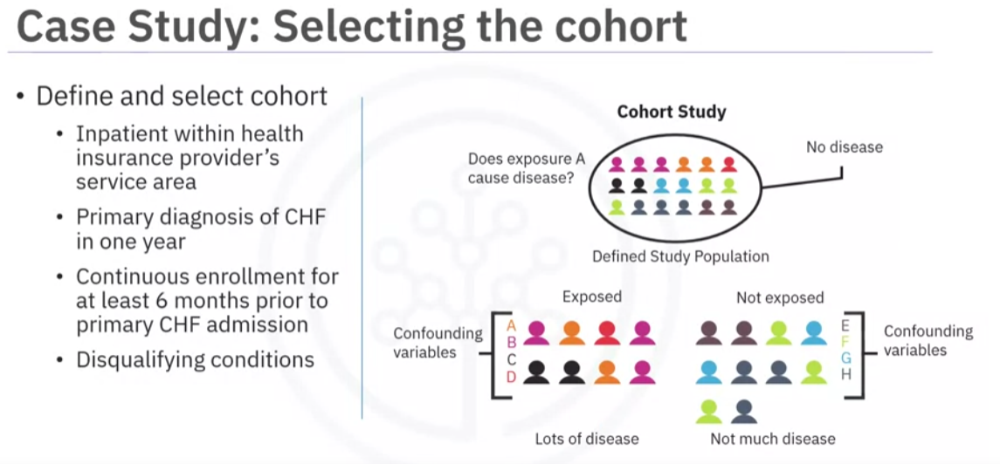 Case Study: Selecting the cohort
• Define and select cohort
• Inpatient within health
insurance provider's
service area
• Primary diagnosis of CHF
in one year
• Continuous enrollment for
at least 6 months prior to
primary CHF admission
• Disqualifying conditions
Cohort Study
Does exposure A
cause disease?
No disease
Defined Study Population
Exposed
Not exposed
Confounding
variables
A
B
C
D
E
F
G
H
Confounding
variables
Lots of disease
Not much disease